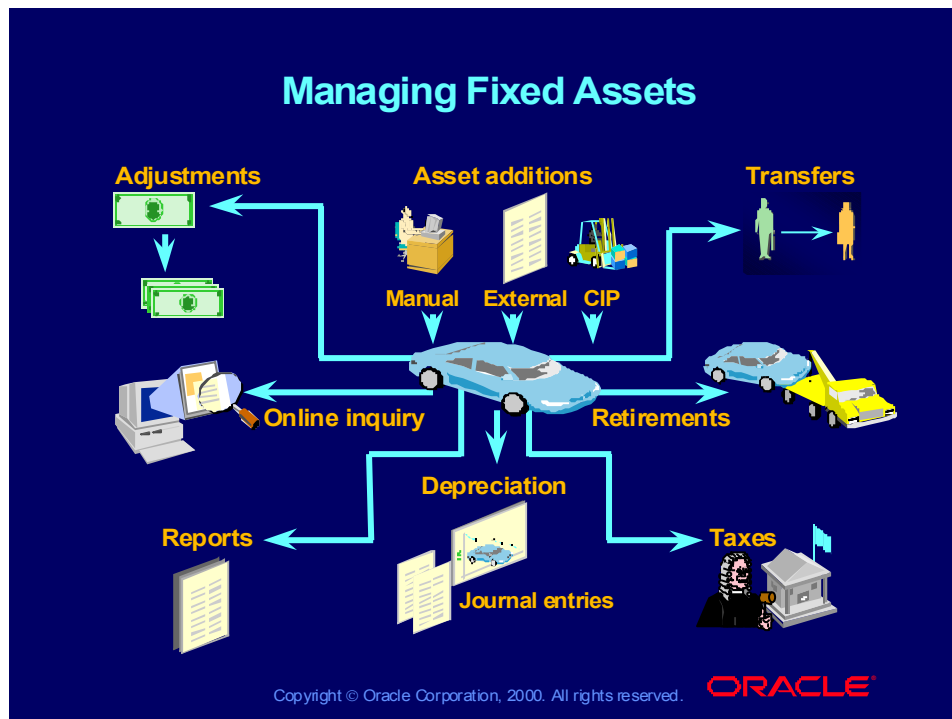 Managing Fixed Assets
Adjustments
Asset additions
Transfers
Manual
External
CIP
Online inquiry
Retirements
Depreciation
Reports
Taxes
Journal entries
Copyright © Oracle Corporation, 2000. All rights reserved.
ORACLE®